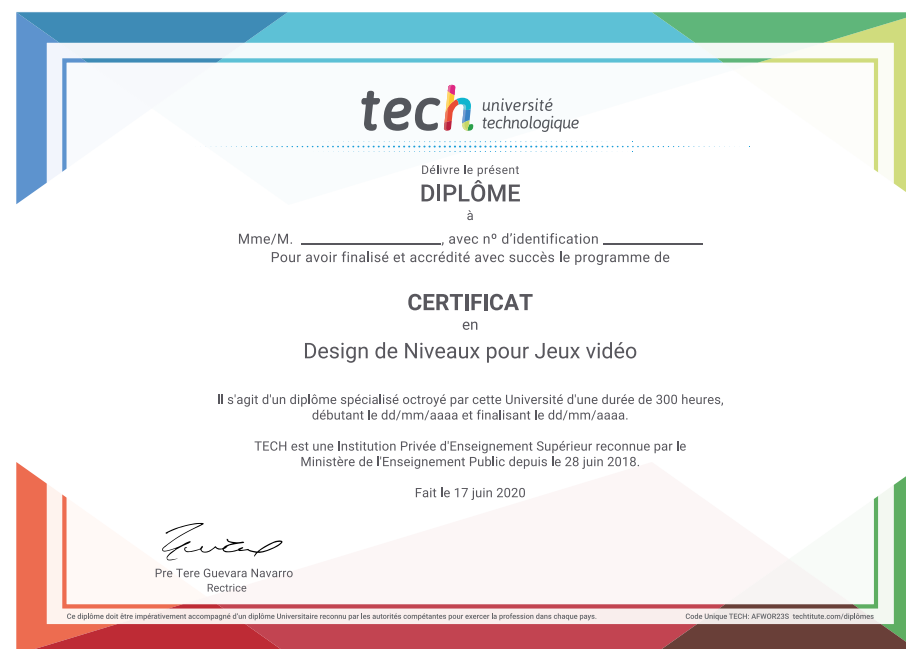 tech université
technologique
Délivre le présent
DIPLÔME
à
Mme/M. ____________________, avec nº d'identification ______________
Pour avoir finalisé et accrédité avec succès le programme de
CERTIFICAT
en
Design de Niveaux pour Jeux vidéo
Il s'agit d'un diplôme spécialisé octroyé par cette Université d'une durée de 300 heures,
débutant le dd/mm/aaaa et finalisant le dd/mm/aaaa.
TECH est une Institution Privée d'Enseignement Supérieur reconnue par le
Ministère de l'Enseignement Public depuis le 28 juin 2018.
Fait le 17 juin 2020
Pre Tere Guevara Navarro
Rectrice
Ce diplôme doit être impérativement accompagné d'un diplôme Universitaire reconnu par les autorités compétantes pour exercer la profession dans chaque pays.
Code Unique TECH: AFWOR23S techtitute.com/diplômes